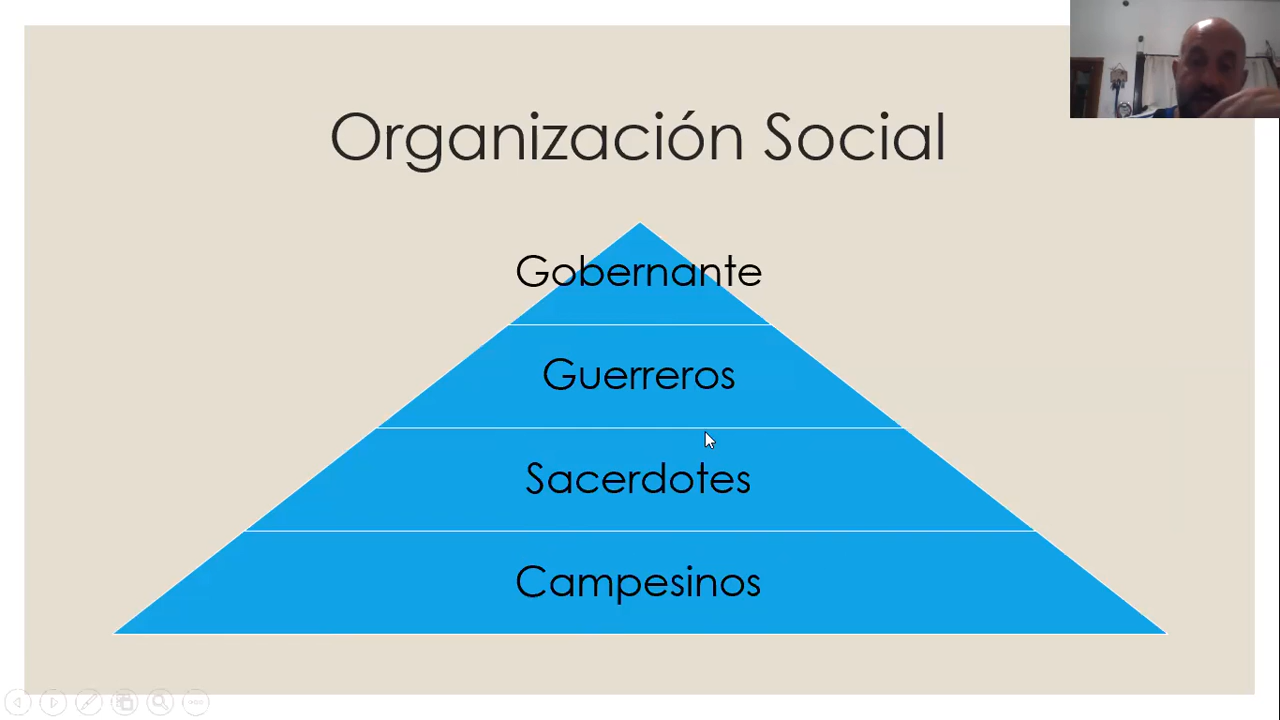 Organización Social
Gobernante
Guerreros
Sacerdotes
Campesinos